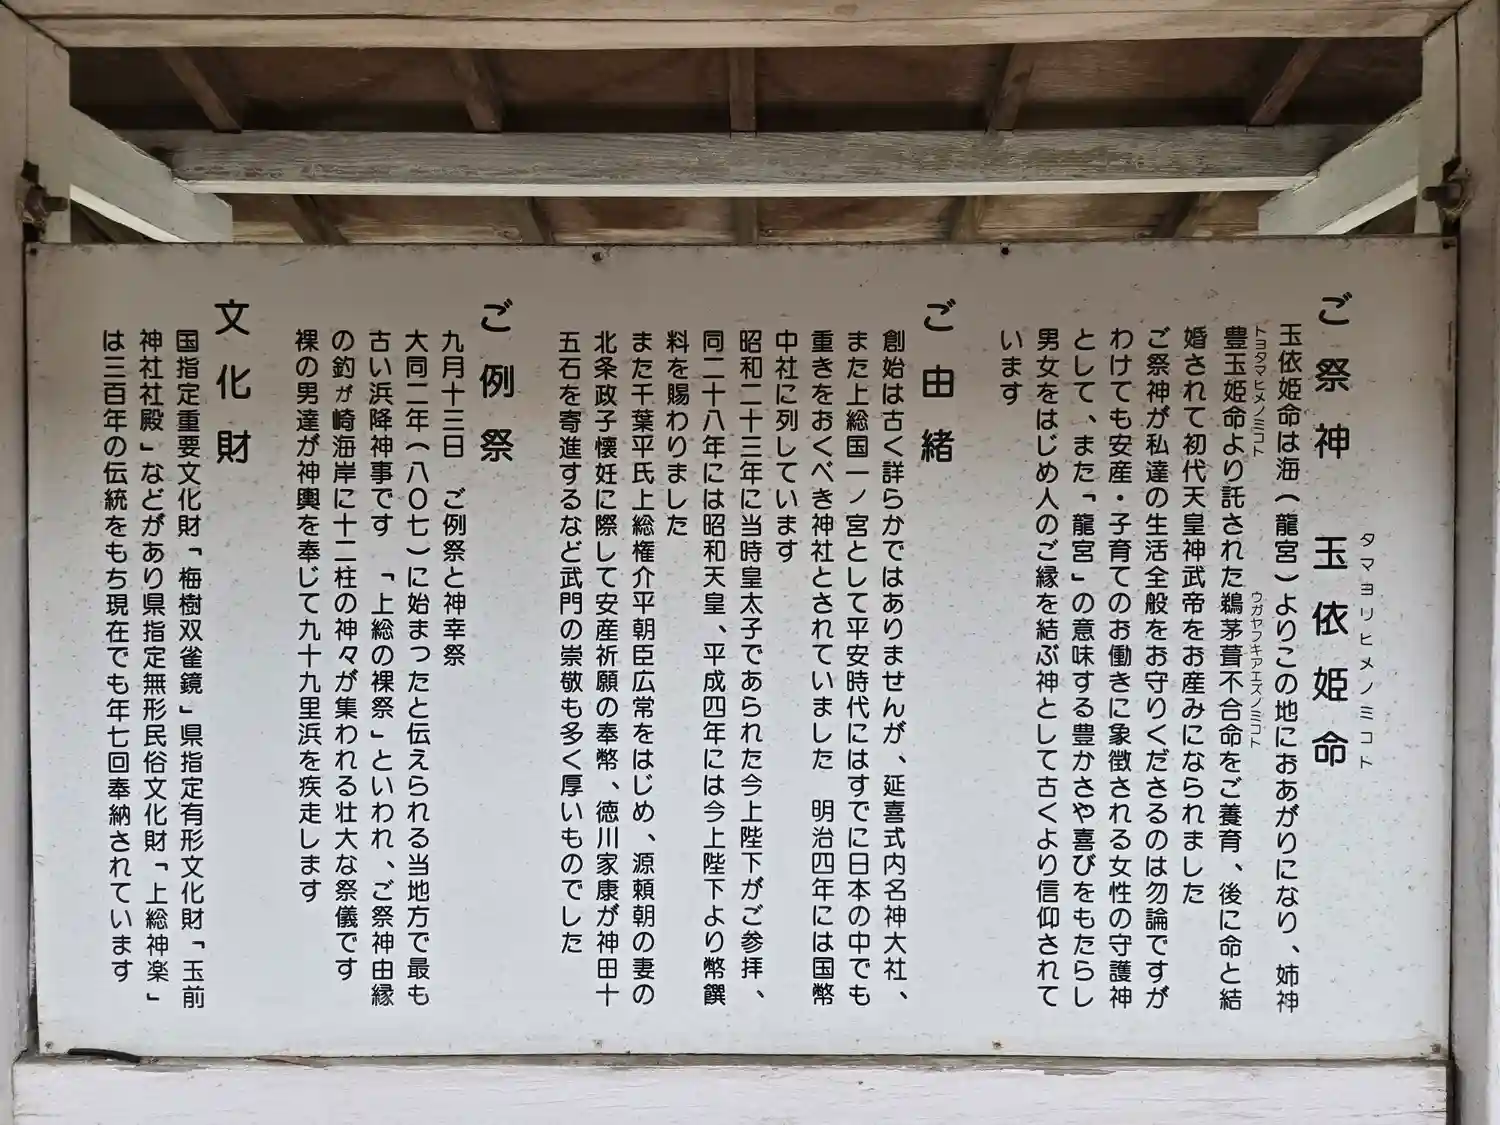 ご祭神 玉依姫命
タマヨリヒメノミコト
玉依姫命は海（龍宮）よりこの地におあがりになり、姉神
豊玉姫命より託された鵜茅葺不合命をご養育、後に命と結
トヨタマヒメノミコト
ウガヤフキアエズノミコト
婚されて初代天皇神武帝をお産みになられました
ご祭神が私達の生活全般をお守りくださるのは勿論ですが
わけても安産・子育てのお働きに象徴される女性の守護神
として、また「龍宮」の意味する豊かさや喜びをもたらし
男女をはじめ人のご縁を結ぶ神として古くより信仰されて
います
ご由緒
創始は古く詳らかではありませんが、延喜式内名神大社、
また上総国一ノ宮として平安時代にはすでに日本の中でも
重きをおくべき神社とされていました　明治四年には国幣
中社に列しています
昭和二十三年に当時皇太子であられた今上陛下がご参拝、
同二十八年には昭和天皇、平成四年には今上陛下より幣饌
料を賜わりました
また千葉平氏上総権介平朝臣広常をはじめ、源頼朝の妻の
北条政子懐妊に際して安産祈願の奉幣、徳川家康が神田十
五石を寄進するなど武門の崇敬も多く厚いものでした
ご例祭
九月十三日　ご例祭と神幸祭
大同二年（八〇七）に始まったと伝えられる当地方で最も
古い浜降神事です　「上総の裸祭」といわれ、ご祭神由縁
の釣ヶ崎海岸に十二柱の神々が集われる壮大な祭儀です
裸の男達が神輿を奉じて九十九里浜を疾走します
文化財
国指定重要文化財「梅樹双雀鏡」県指定有形文化財「玉前
神社社殿」などがあり県指定無形民俗文化財「上総神楽」
は三百年の伝統をもち現在でも年七回奉納されています